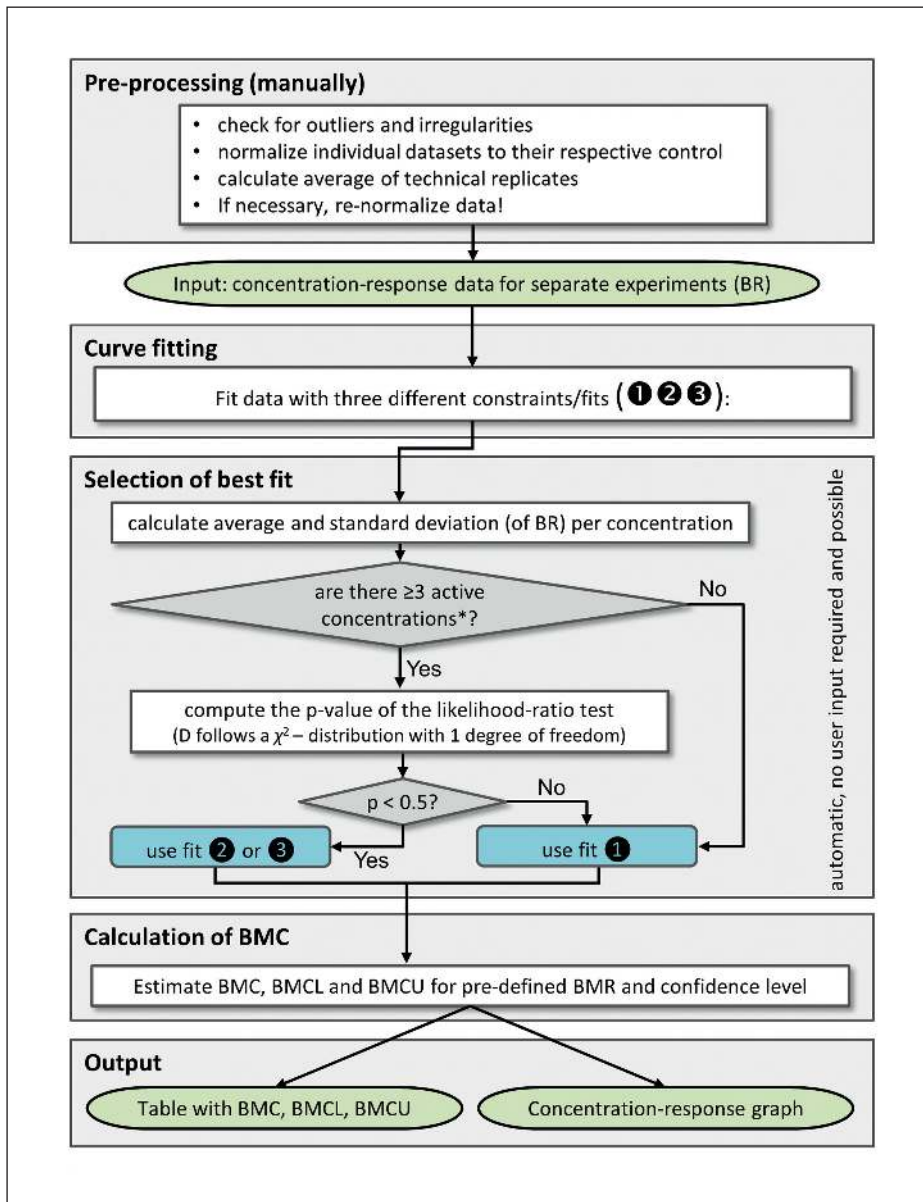 Pre-processing (manually)
• check for outliers and irregularities
• normalize individual datasets to their respective control
• calculate average of technical replicates
• If necessary, re-normalize data!
Input: concentration-response data for separate experiments (BR)
Curve fitting
Fit data with three different constraints/fits (❶ ❷ ❸):
Selection of best fit
calculate average and standard deviation (of BR) per concentration
are there ≥3 active
concentrations*?
No
Yes
compute the p-value of the likelihood-ratio test
(D follows a χ² – distribution with 1 degree of freedom)
p < 0.5?
No
Yes
use fit ❷ or ❸
use fit ❶
automatic, no user input required and possible
Calculation of BMC
Estimate BMC, BMCL and BMCU for pre-defined BMR and confidence level
Output
Table with BMC, BMCL, BMCU
Concentration-response graph